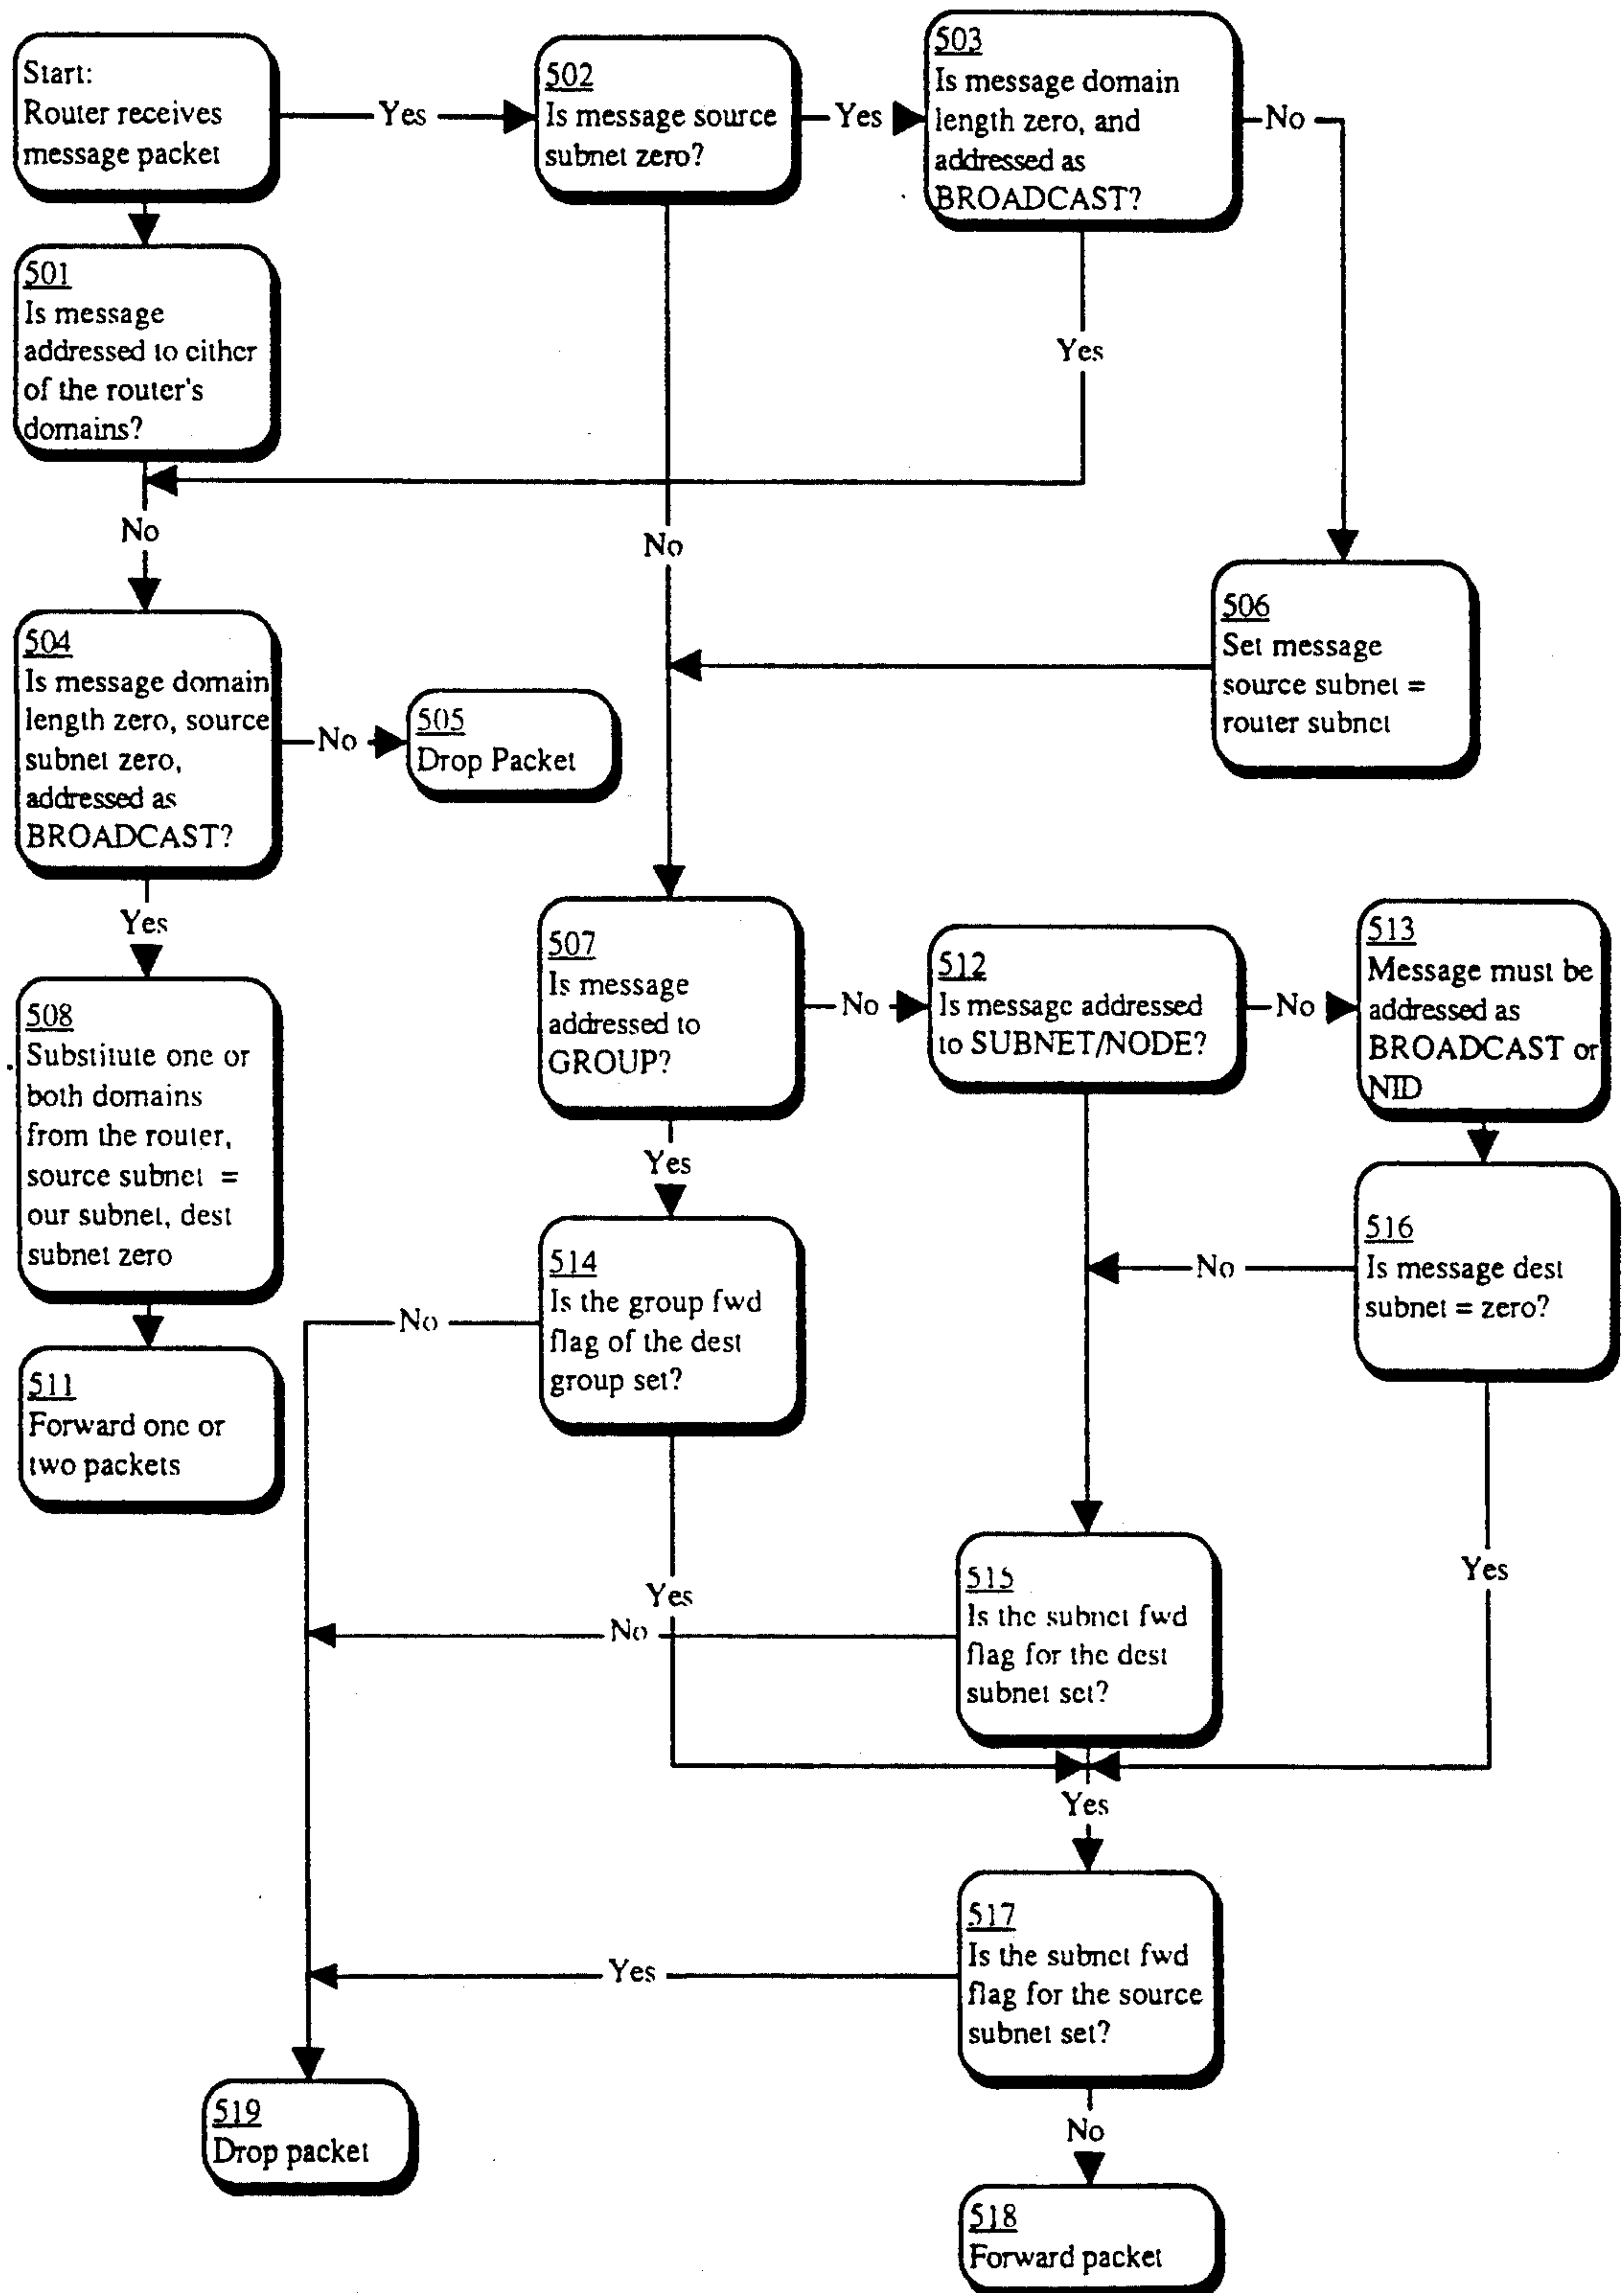 Start:
Router receives
message packet
Yes
502
Is message source
subnet zero?
Yes
503
Is message domain
length zero, and
addressed as
BROADCAST?
No
501
Is message
addressed to either
of the router's
domains?
Yes
No
No
504
Is message domain
length zero, source
subnet zero,
addressed as
BROADCAST?
No
505
Drop Packet
506
Set message
source subnet =
router subnet
Yes
508
Substitute one or
both domains
from the router,
source subnet =
our subnet, dest
subnet zero
507
Is message
addressed to
GROUP?
No
512
Is message addressed
to SUBNET/NODE?
No
513
Message must be
addressed as
BROADCAST or
NID
Yes
514
Is the group fwd
flag of the dest
group set?
No
No
516
Is message dest
subnet = zero?
511
Forward one or
two packets
Yes
No
515
Is the subnet fwd
flag for the dest
subnet set?
Yes
Yes
517
Is the subnet fwd
flag for the source
subnet set?
Yes
No
519
Drop packet
518
Forward packet